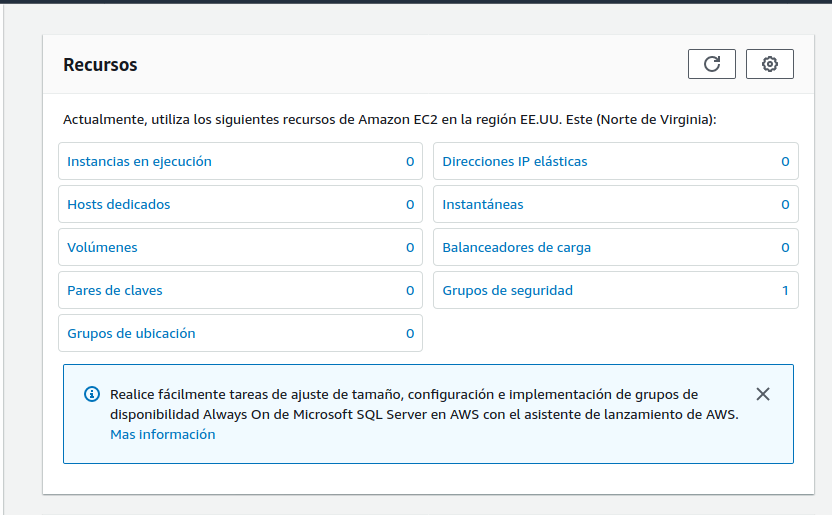 Recursos
Actualmente, utiliza los siguientes recursos de Amazon EC2 en la región EE.UU. Este (Norte de Virginia):
Instancias en ejecución 0
Direcciones IP elásticas 0
Hosts dedicados 0
Instantáneas 0
Volúmenes 0
Balanceadores de carga 0
Pares de claves 0
Grupos de seguridad 1
Grupos de ubicación 0
Realice fácilmente tareas de ajuste de tamaño, configuración e implementación de grupos de
disponibilidad Always On de Microsoft SQL Server en AWS con el asistente de lanzamiento de AWS.
Mas información